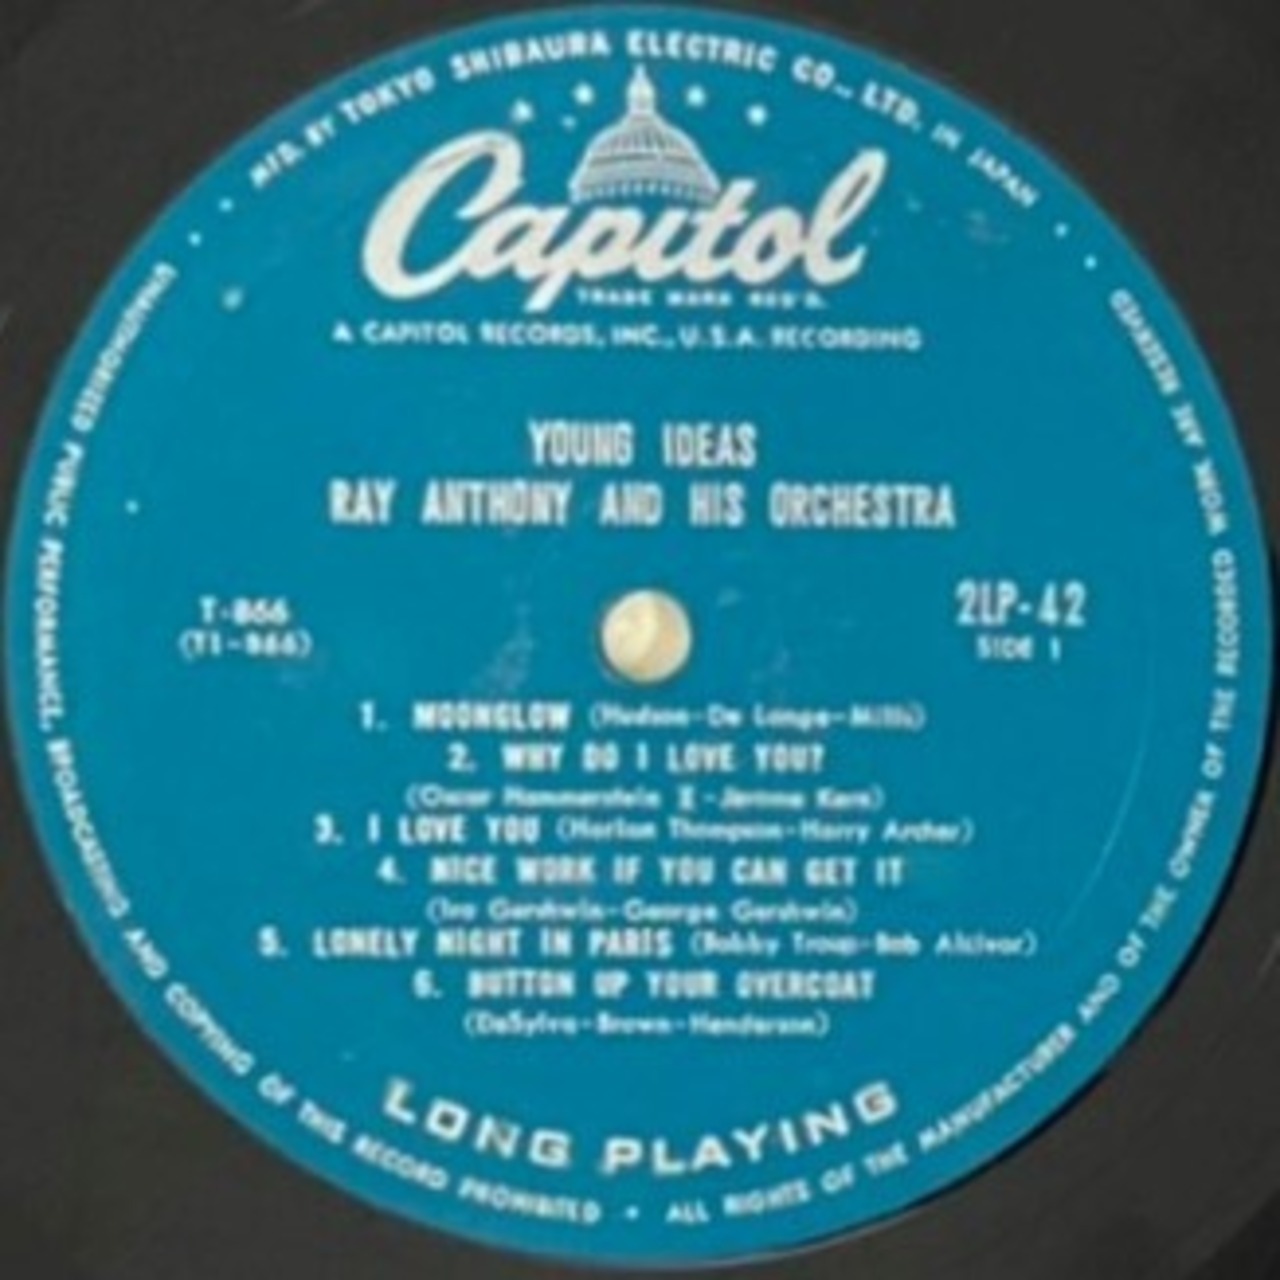 MFD. BY TOKYO SHIBAURA ELECTRIC CO., LTD. IN JAPAN
Capitol
TRADE MARK REG'D.
A CAPITOL RECORDS, INC., U.S.A. RECORDING
YOUNG IDEAS
RAY ANTHONY AND HIS ORCHESTRA
T-866
(T1-866)
2LP-42
SIDE 1
1. MOONGLOW (Hudson-De Lange-Mills)
2. WHY DO I LOVE YOU?
(Oscar Hammerstein II-Jerome Kern)
3. I LOVE YOU (Harlan Thompson-Harry Archer)
4. NICE WORK IF YOU CAN GET IT
(Ira Gershwin-George Gershwin)
5. LONELY NIGHT IN PARIS (Bobby Troup-Bob Alcivar)
6. BUTTON UP YOUR OVERCOAT
(DeSylva-Brown-Henderson)
LONG PLAYING
UNAUTHORIZED PUBLIC PERFORMANCE, BROADCASTING AND COPYING OF THIS RECORD PROHIBITED • ALL RIGHTS OF THE MANUFACTURER AND OF THE OWNER OF THE RECORDED WORK ARE RESERVED